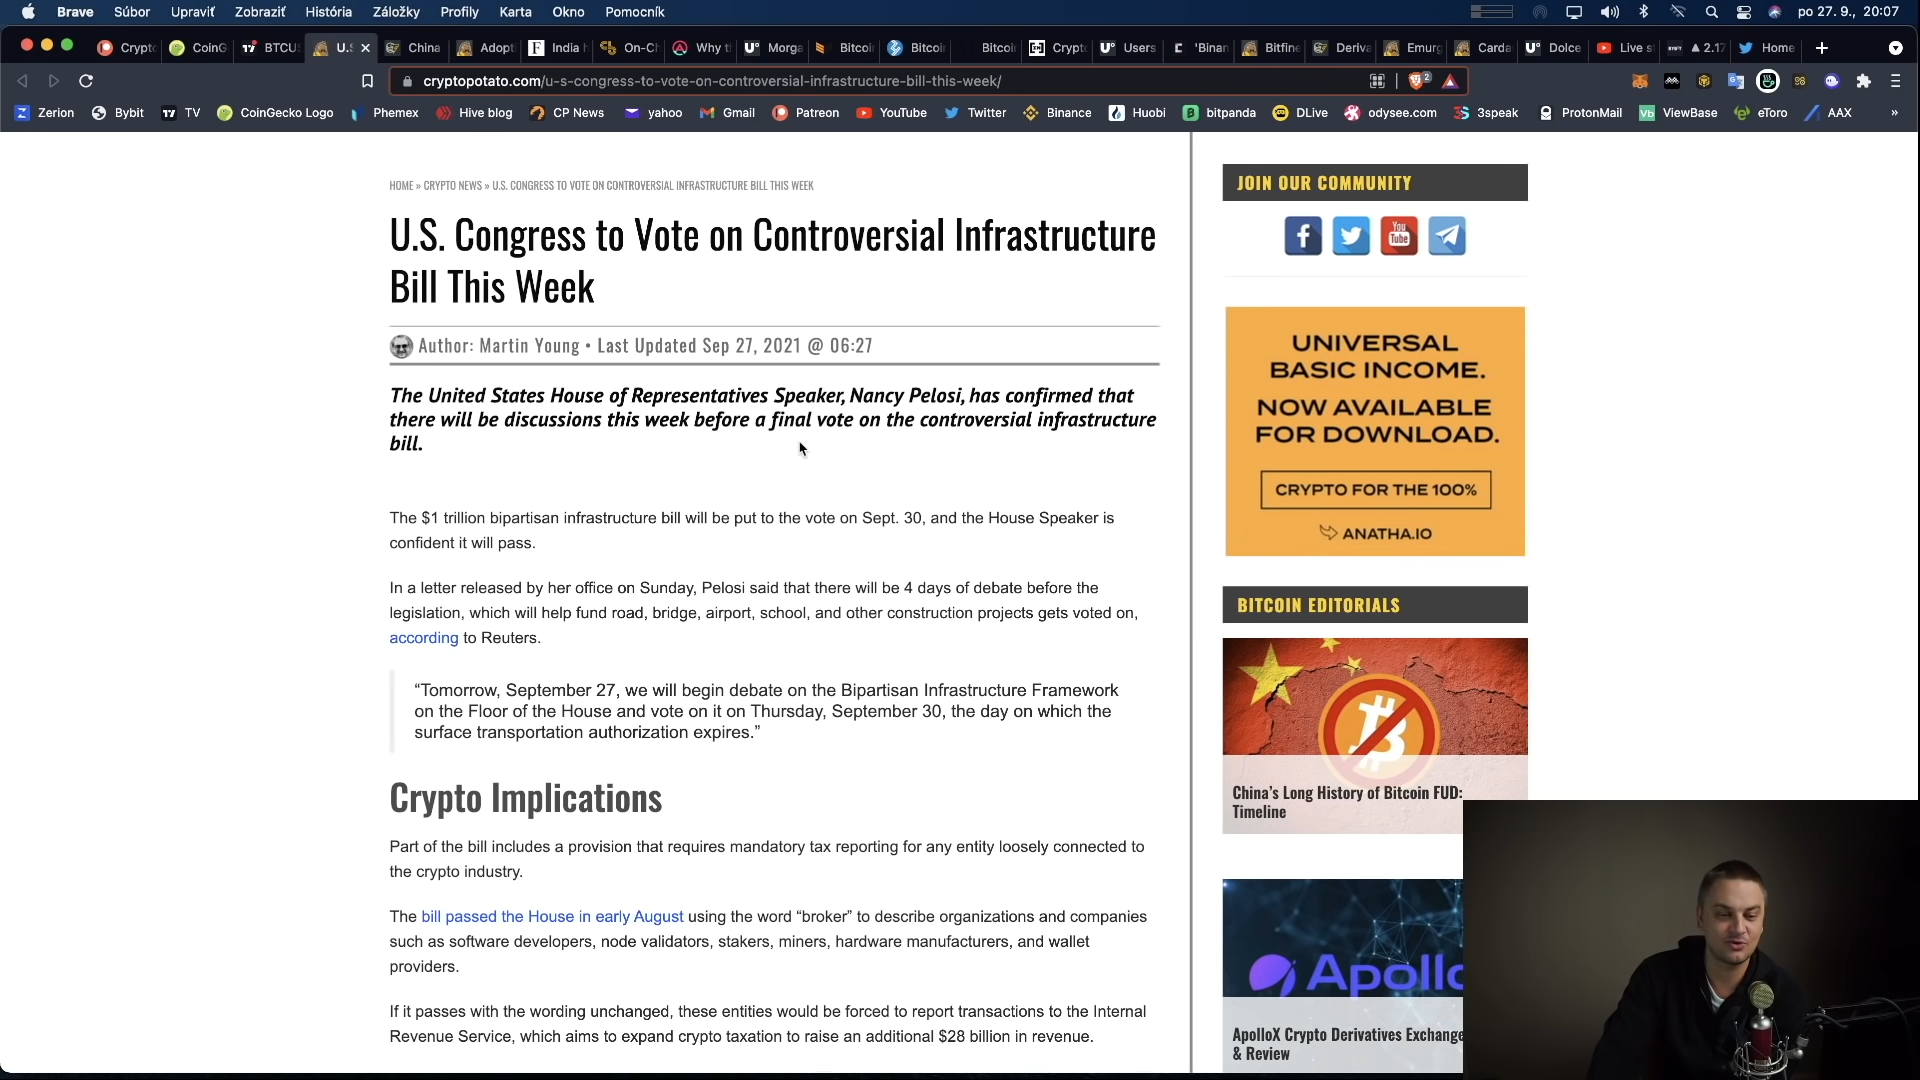 Brave Súbor Upraviť Zobraziť História Záložky Profily Karta Okno Pomocník po 27. 9., 20:07
Crypto CoinG BTCUS U.S China Adopt India h On-Ch Why t Morga Bitcoi Bitcoi Bitcoi Crypt Users 'Binan Bitfine Deriva Emurg Carda Dolce Live s 2.17 Home
cryptopotato.com/u-s-congress-to-vote-on-controversial-infrastructure-bill-this-week/ 2
Zerion Bybit TV CoinGecko Logo Phemex Hive blog CP News yahoo Gmail Patreon YouTube Twitter Binance Huobi bitpanda DLive odysee.com 3speak ProtonMail ViewBase eToro AAX »
HOME » CRYPTO NEWS » U.S. CONGRESS TO VOTE ON CONTROVERSIAL INFRASTRUCTURE BILL THIS WEEK
U.S. Congress to Vote on Controversial Infrastructure
Bill This Week
Author: Martin Young • Last Updated Sep 27, 2021 @ 06:27
The United States House of Representatives Speaker, Nancy Pelosi, has confirmed that
there will be discussions this week before a final vote on the controversial infrastructure
bill.
The $1 trillion bipartisan infrastructure bill will be put to the vote on Sept. 30, and the House Speaker is
confident it will pass.
In a letter released by her office on Sunday, Pelosi said that there will be 4 days of debate before the
legislation, which will help fund road, bridge, airport, school, and other construction projects gets voted on,
according to Reuters.
“Tomorrow, September 27, we will begin debate on the Bipartisan Infrastructure Framework
on the Floor of the House and vote on it on Thursday, September 30, the day on which the
surface transportation authorization expires.”
Crypto Implications
Part of the bill includes a provision that requires mandatory tax reporting for any entity loosely connected to
the crypto industry.
The bill passed the House in early August using the word “broker” to describe organizations and companies
such as software developers, node validators, stakers, miners, hardware manufacturers, and wallet
providers.
If it passes with the wording unchanged, these entities would be forced to report transactions to the Internal
Revenue Service, which aims to expand crypto taxation to raise an additional $28 billion in revenue.
JOIN OUR COMMUNITY
You
Tube
UNIVERSAL
BASIC INCOME.
NOW AVAILABLE
FOR DOWNLOAD.
CRYPTO FOR THE 100%
ANATHA.IO
BITCOIN EDITORIALS
China’s Long History of Bitcoin FUD:
Timeline
Apollo
ApolloX Crypto Derivatives Exchange
& Review